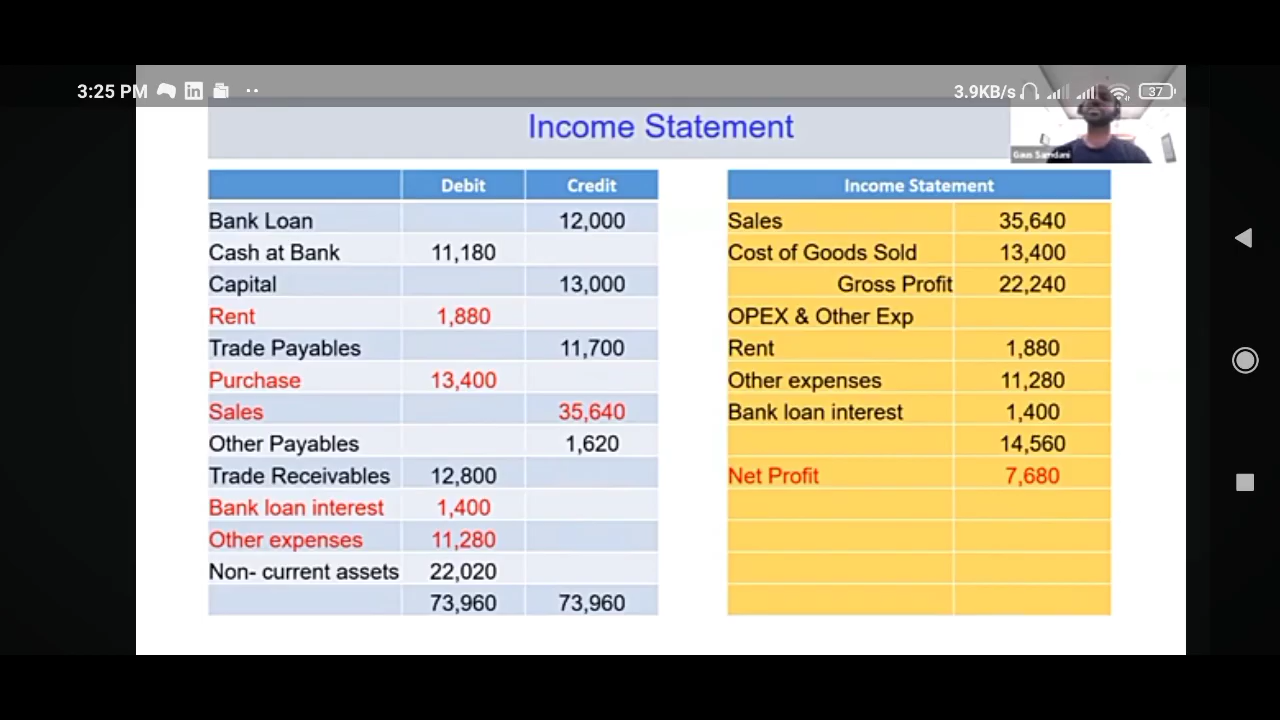 3:25 PM
3.9KB/s
37
Income Statement
Debit Credit
Bank Loan 12,000
Cash at Bank 11,180
Capital 13,000
Rent 1,880
Trade Payables 11,700
Purchase 13,400
Sales 35,640
Other Payables 1,620
Trade Receivables 12,800
Bank loan interest 1,400
Other expenses 11,280
Non- current assets 22,020
73,960 73,960
Income Statement
Sales 35,640
Cost of Goods Sold 13,400
Gross Profit 22,240
OPEX & Other Exp
Rent 1,880
Other expenses 11,280
Bank loan interest 1,400
14,560
Net Profit 7,680